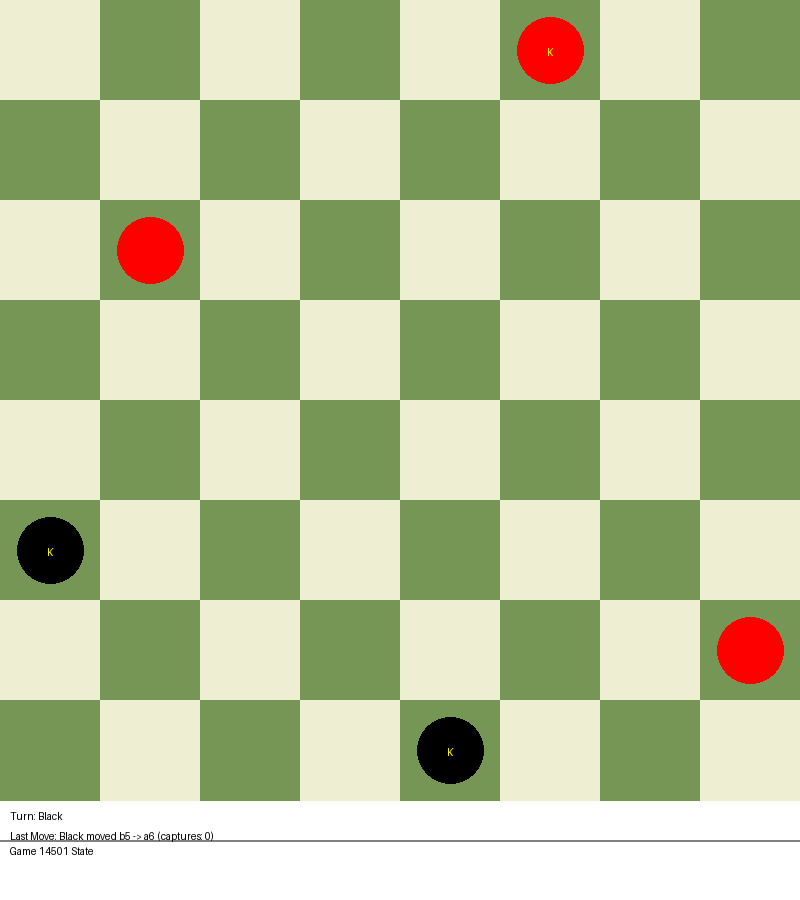 K
K
K
Turn: Black
Last Move: Black moved b5 -> a6 (captures: 0)
Game 14501 State